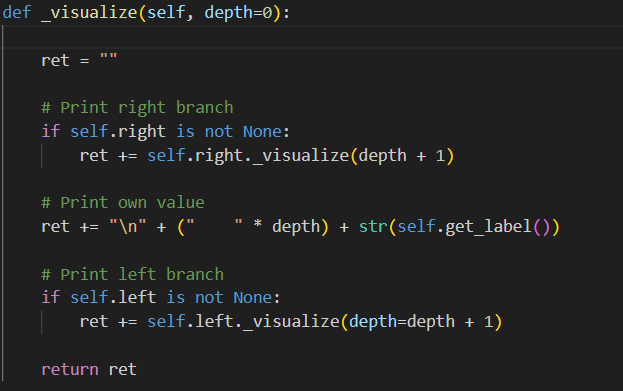 def _visualize(self, depth=0):
    ret = ""
    # Print right branch
    if self.right is not None:
        ret += self.right._visualize(depth + 1)
    # Print own value
    ret += "\n" + ("    " * depth) + str(self.get_label())
    # Print left branch
    if self.left is not None:
        ret += self.left._visualize(depth=depth + 1)
    return ret